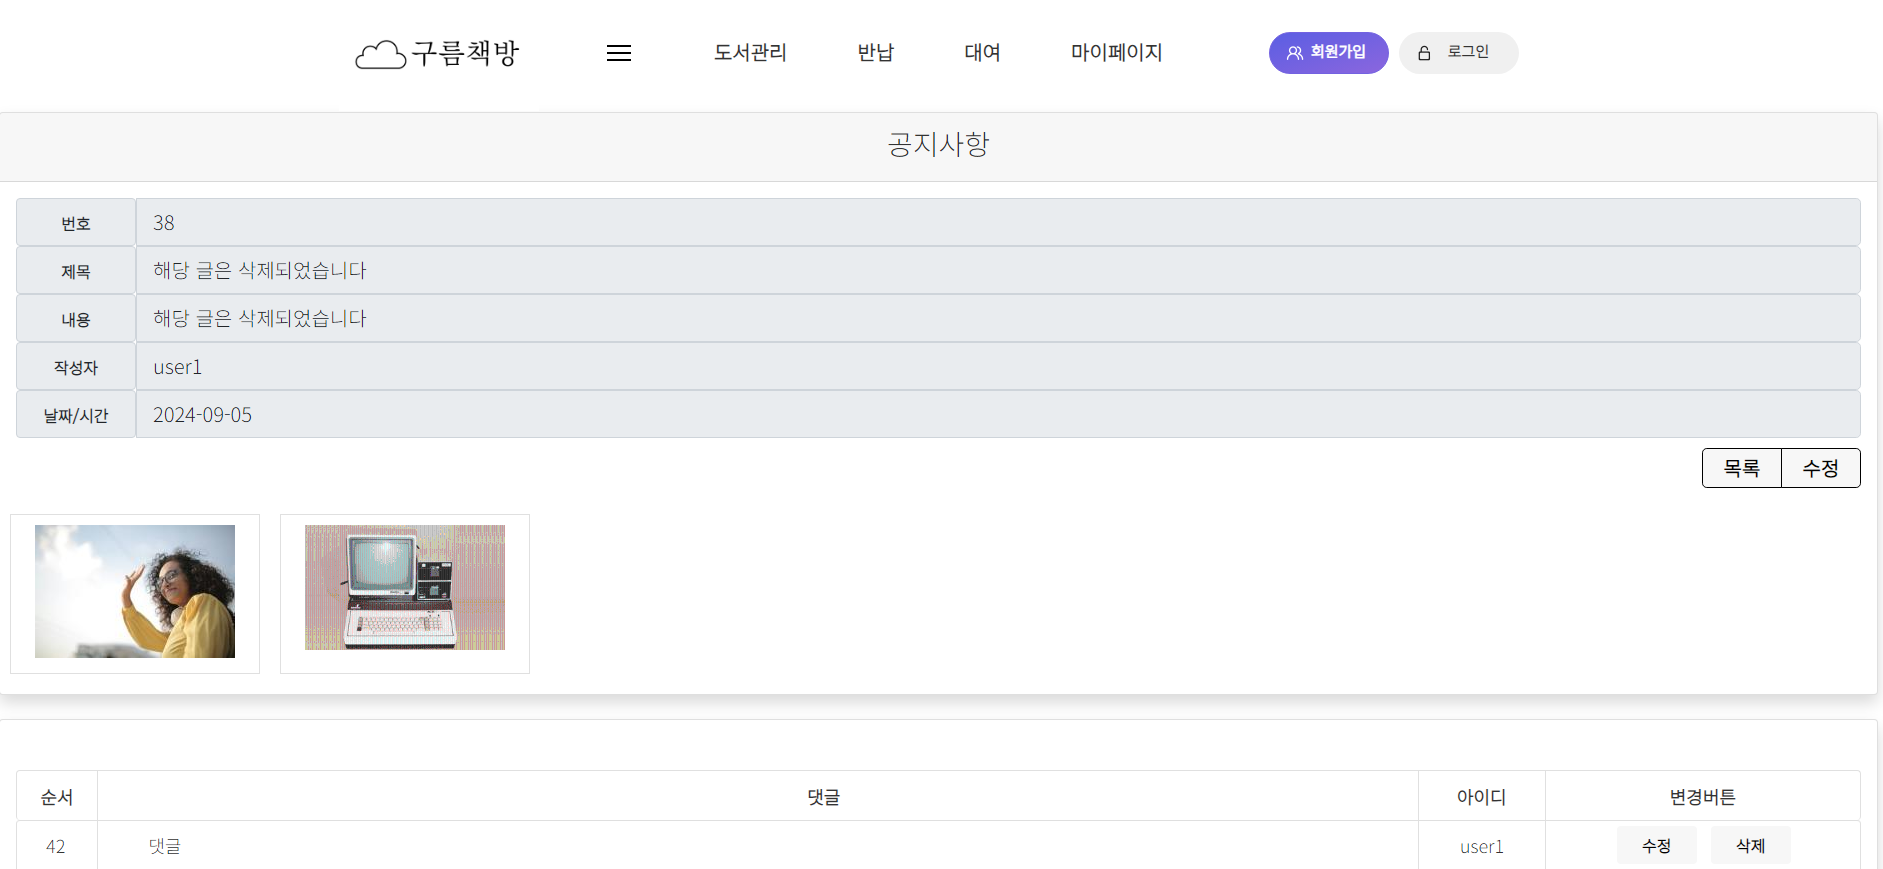 구름책방
도서관리 반납 대여 마이페이지 회원가입 로그인
공지사항
번호 38
제목 해당 글은 삭제되었습니다
내용 해당 글은 삭제되었습니다
작성자 user1
날짜/시간 2024-09-05
목록 수정
순서 댓글 아이디 변경버튼
42 댓글 user1 수정 삭제